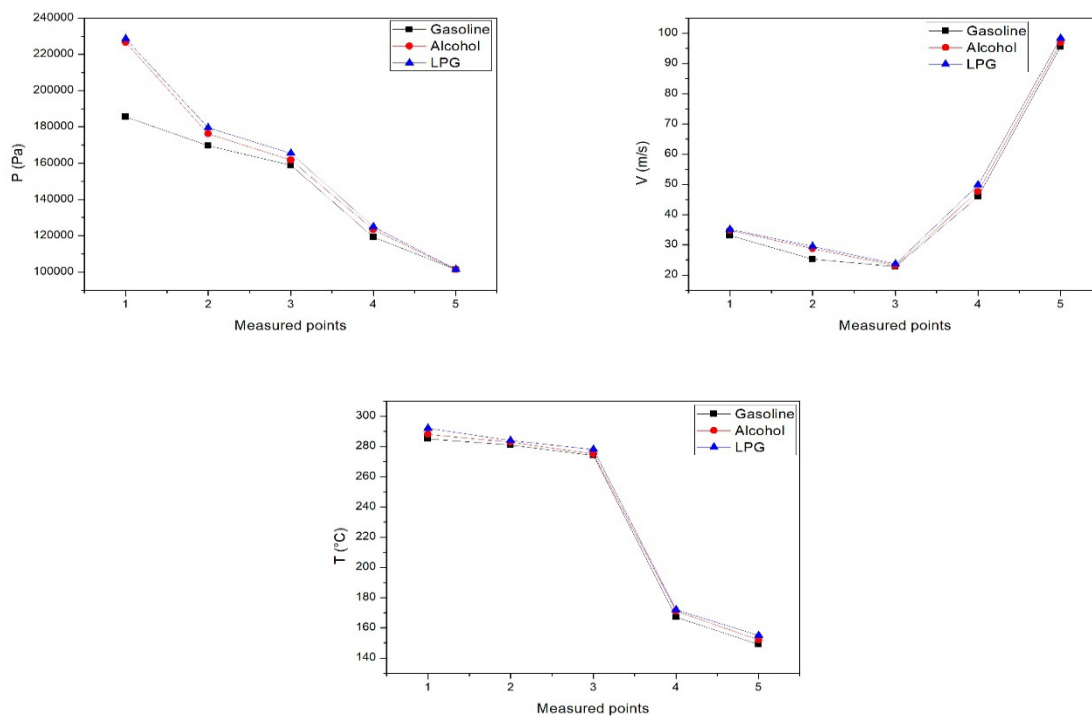 240000
220000
200000
180000
160000
140000
120000
100000
P (Pa)
1 2 3 4 5
Measured points
Gasoline
Alcohol
LPG
100
90
80
70
60
50
40
30
20
V (m/s)
1 2 3 4 5
Measured points
Gasoline
Alcohol
LPG
300
280
260
240
220
200
180
160
140
T (°C)
1 2 3 4 5
Measured points
Gasoline
Alcohol
LPG